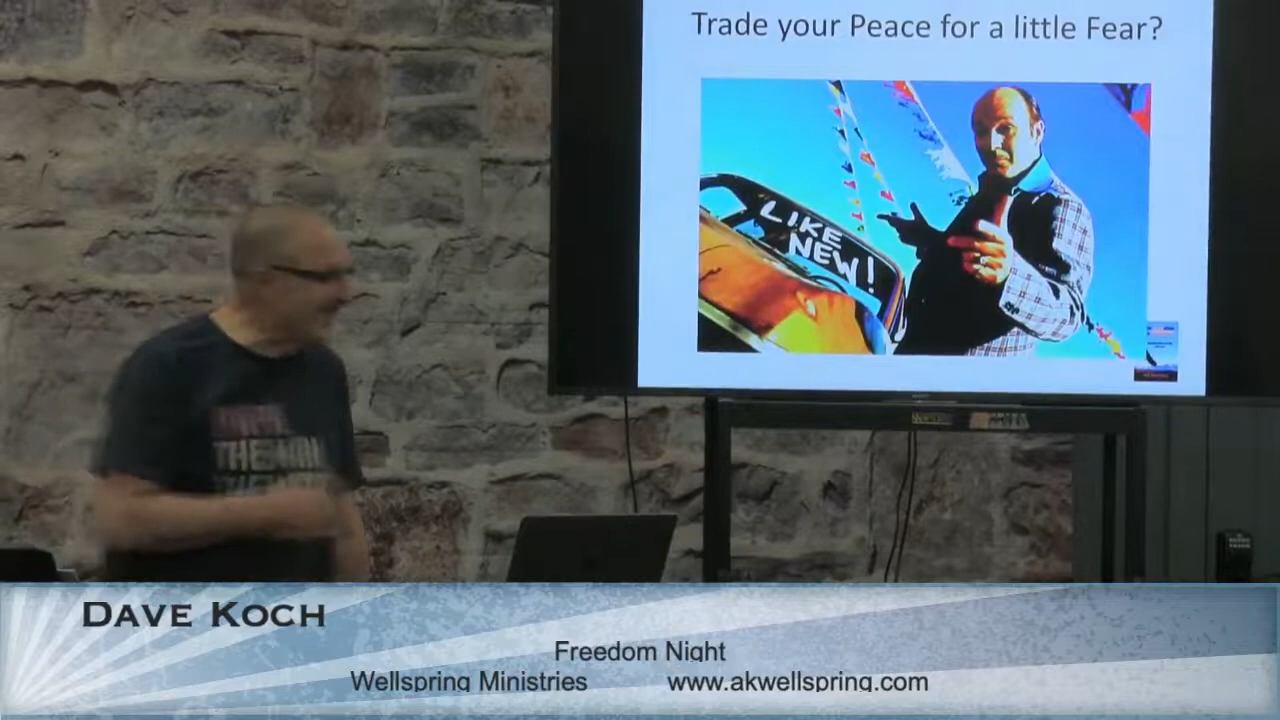 Trade your Peace for a little Fear?
LIKE
NEW!
DAVE KOCH
Freedom Night
Wellspring Ministries www.akwellspring.com